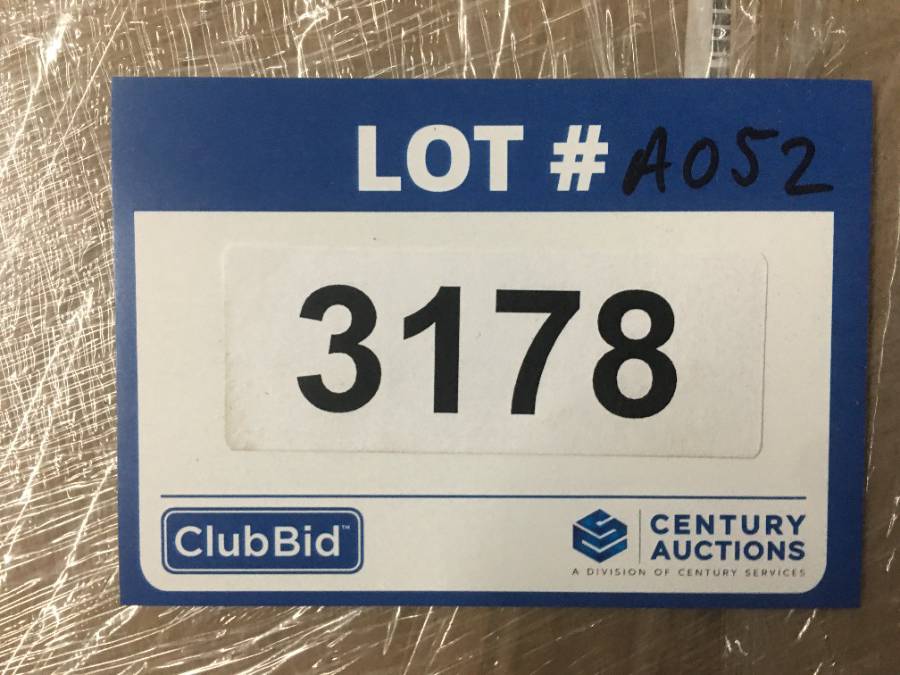 LOT # A052
3178
ClubBid™
CENTURY
AUCTIONS
A DIVISION OF CENTURY SERVICES